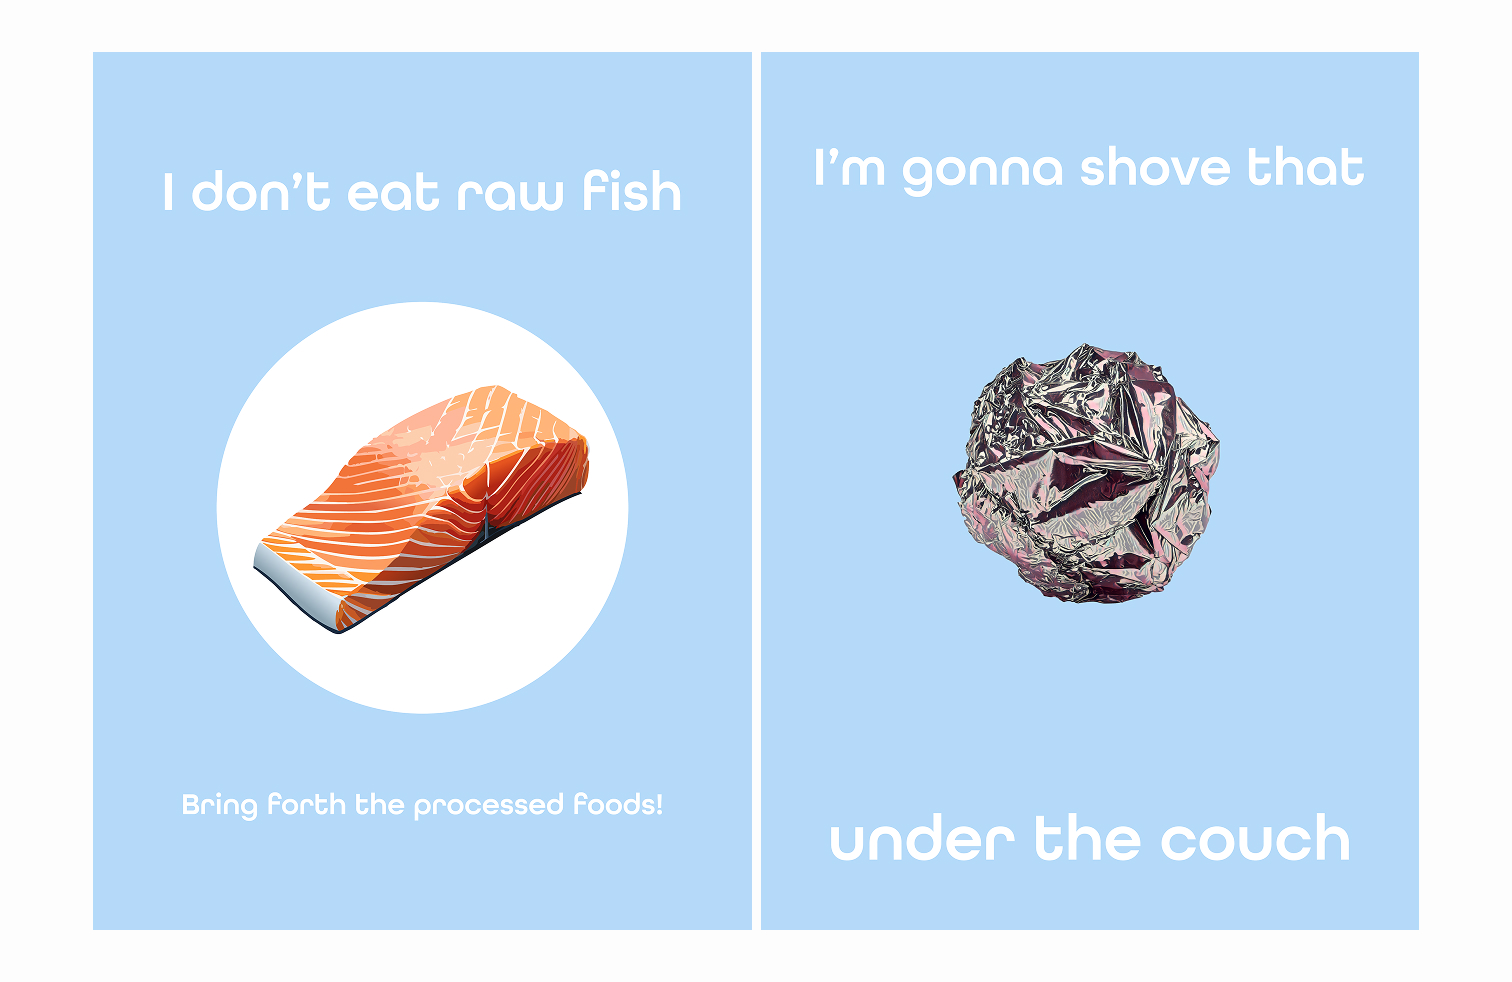 I don’t eat raw fish
Bring forth the processed foods!
I’m gonna shove that
under the couch